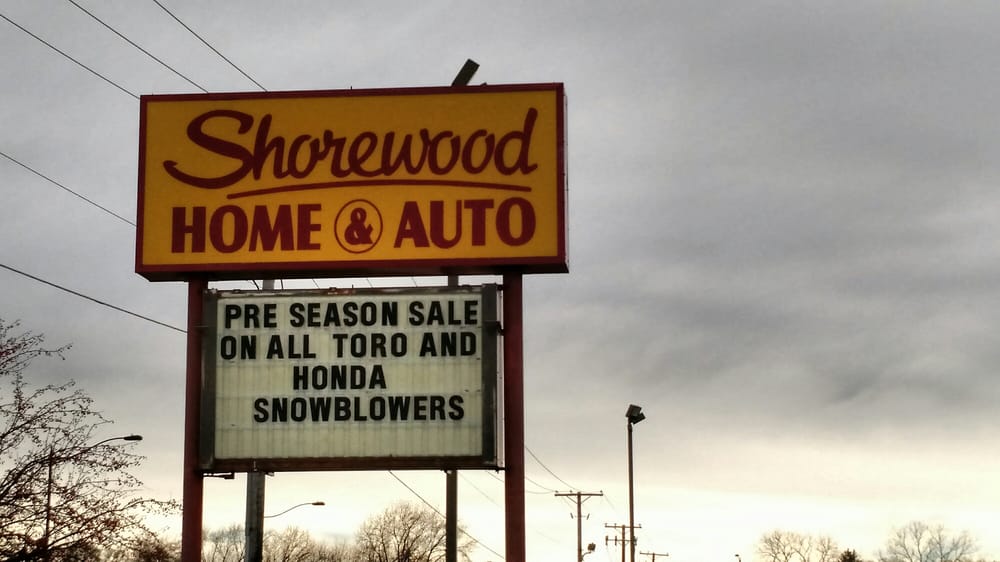 Shorewood
HOME & AUTO
PRE SEASON SALE
ON ALL TORO AND
HONDA
SNOWBLOWERS